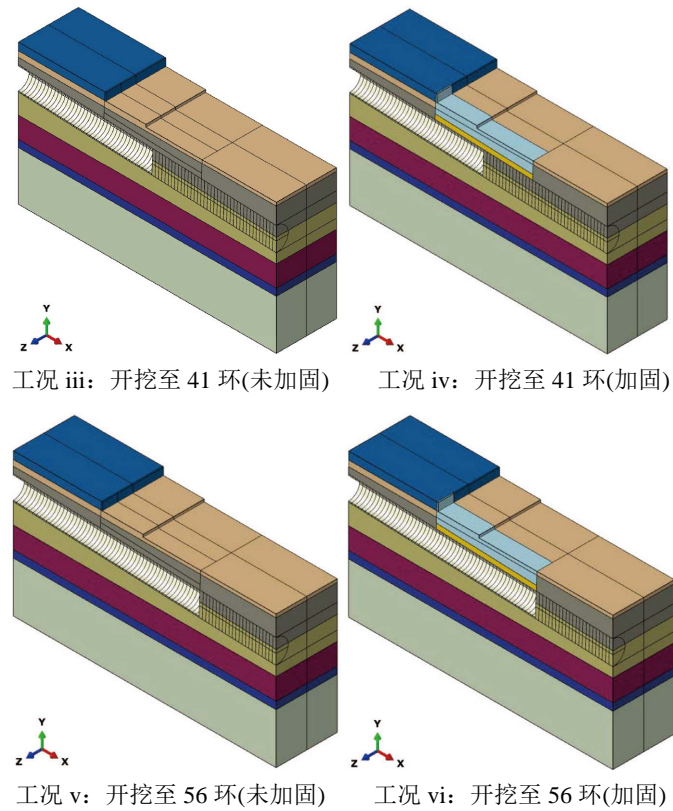 Y
Z
X
Y
Z
X
工况 iii：开挖至 41 环(未加固)
工况 iv：开挖至 41 环(加固)
Y
Z
X
Y
Z
X
工况 v：开挖至 56 环(未加固)
工况 vi：开挖至 56 环(加固)